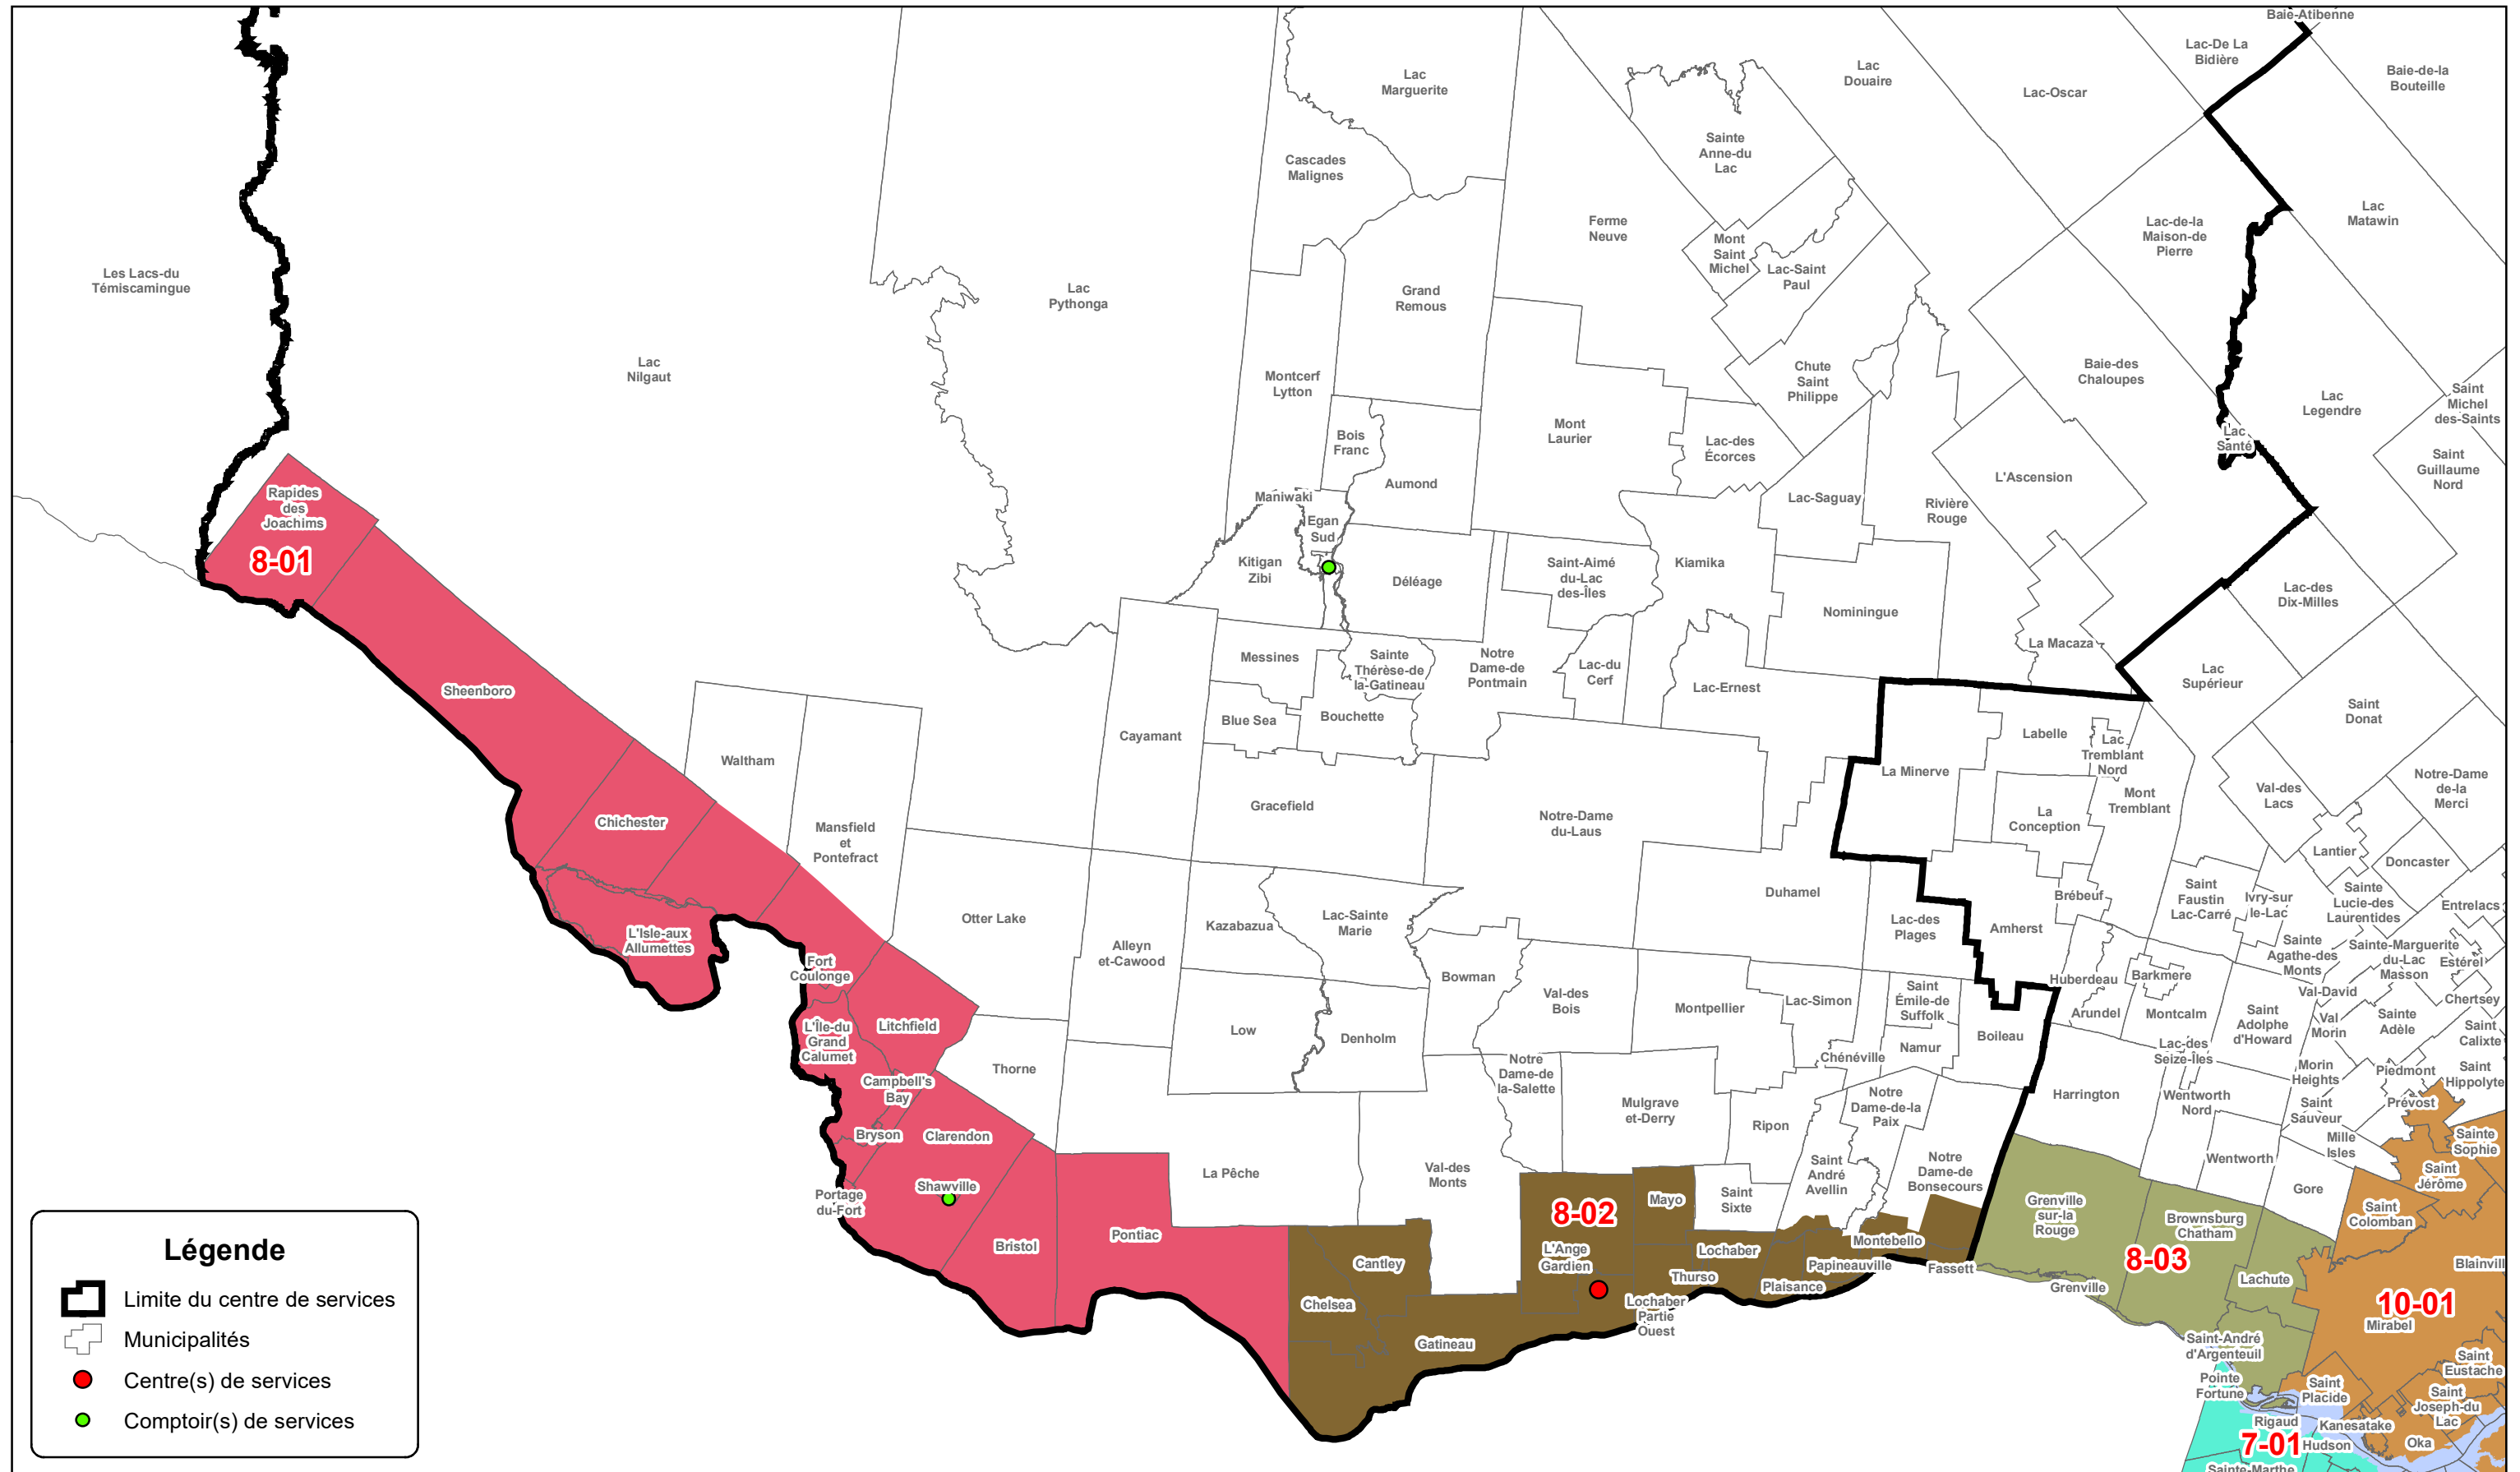 Baie-Atibenne
Lac-De La
Bidière
Baie-de-la
Bouteille
Lac
Douaire
Lac-Oscar
Lac
Marguerite
Sainte
Anne-du
Lac
Cascades
Malignes
Lac
Matawin
Lac-de-la
Maison-de
Pierre
Ferme
Neuve
Mont
Saint
Michel
Lac-Saint
Paul
Les Lacs-du
Témiscamingue
Lac
Pythonga
Grand
Remous
Lac
Nilgaut
Montcerf
Lytton
Chute
Saint
Philippe
Baie-des
Chaloupes
Lac
Legendre
Saint
Michel
des-Saints
Bois
Franc
Mont
Laurier
Lac-des
Écorces
Lac
Santé
Saint
Guillaume
Nord
L'Ascension
Aumond
Lac-Saguay
Rivière
Rouge
Maniwaki
Egan
Sud
Rapides
des
Joachims
8-01
Kitigan
Zibi
Déléage
Saint-Aimé
du-Lac
des-Îles
Kiamika
Nominingue
Lac-des
Dix-Milles
La Macaza
Lac
Supérieur
Messines
Sainte
Thérèse-de
la-Gatineau
Notre
Dame-de
Pontmain
Lac-du
Cerf
Lac-Ernest
Sheenboro
Blue Sea
Bouchette
Cayamant
Saint
Donat
Labelle
Lac
Tremblant
Nord
La Minerve
Waltham
Gracefield
Notre-Dame
du-Laus
La
Conception
Mont
Tremblant
Val-des
Lacs
Notre-Dame
de-la
Merci
Chichester
Mansfield
et
Pontefract
Lantier
Doncaster
Duhamel
Brébeuf
Saint
Faustin
Lac-Carré
Ivry-sur
le-Lac
Sainte
Lucie-des
Laurentides
Entrelacs
Otter Lake
Kazabazua
Lac-Sainte
Marie
Lac-des
Plages
Amherst
L'Isle-aux
Allumettes
Alleyn
et-Cawood
Sainte
Agathe-des
Monts
Sainte-Marguerite
du-Lac
Masson
Estérel
Fort
Coulonge
Bowman
Val-des
Bois
Montpellier
Lac-Simon
Saint
Émile-de
Suffolk
Huberdeau
Barkmere
Val-David
Chertsey
L'Île-du
Grand
Calumet
Litchfield
Low
Denholm
Boileau
Arundel
Montcalm
Saint
Adolphe
d'Howard
Val
Morin
Sainte
Adèle
Saint
Calixte
Thorne
Notre
Dame-de
la-Salette
Chénéville
Namur
Lac-des
Seize-Îles
Morin
Heights
Piedmont
Saint
Hippolyte
Campbell's
Bay
Mulgrave
et-Derry
Notre
Dame-de-la
Paix
Harrington
Wentworth
Nord
Saint
Sauveur
Prévost
Bryson
Clarendon
Ripon
Mille
Isles
Sainte
Sophie
La Pêche
Val-des
Monts
Saint
André
Avellin
Notre
Dame-de
Bonsecours
Wentworth
Gore
Saint
Jérôme
Portage
du-Fort
Shawville
8-02
Mayo
Saint
Sixte
Grenville
sur-la
Rouge
Brownsburg
Chatham
Saint
Colomban
Bristol
Pontiac
Cantley
L'Ange
Gardien
Lochaber
Montebello
8-03
Blainvill
Thurso
Plaisance
Papineauville
Fassett
Grenville
Lachute
Chelsea
Lochaber
Partie
Ouest
10-01
Mirabel
Gatineau
Saint-André
d'Argenteuil
Saint
Eustache
Pointe
Fortune
Saint
Placide
Saint
Joseph-du
Lac
Rigaud
Kanesatake
7-01
Hudson
Oka
Sainte-Marthe
Légende
Limite du centre de services
Municipalités
Centre(s) de services
Comptoir(s) de services